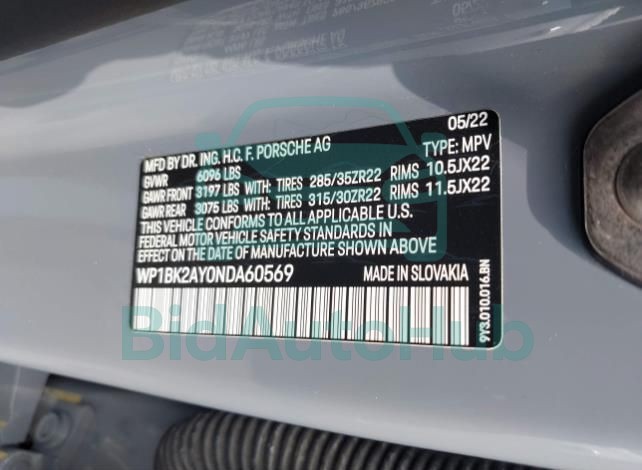 05/22
MFD BY DR. ING. H.C. F. PORSCHE AG TYPE: MPV
GVWR 6096 LBS
GAWR FRONT 3197 LBS WITH: TIRES 285/35ZR22 RIMS 10.5JX22
GAWR REAR 3075 LBS WITH: TIRES 315/30ZR22 RIMS 11.5JX22
THIS VEHICLE CONFORMS TO ALL APPLICABLE U.S.
FEDERAL MOTOR VEHICLE SAFETY STANDARDS IN
EFFECT ON THE DATE OF MANUFACTURE SHOWN ABOVE
WP1BK2AY0NDA60569 MADE IN SLOVAKIA
9Y3.010.016.BN
BidAutoHub